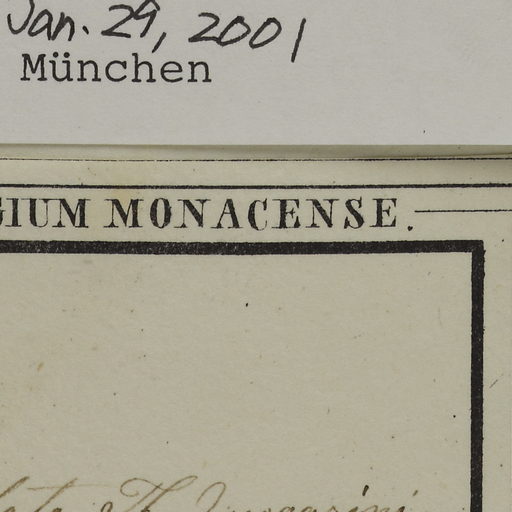 Jan. 29, 2001
München
GIUM MONACENSE.